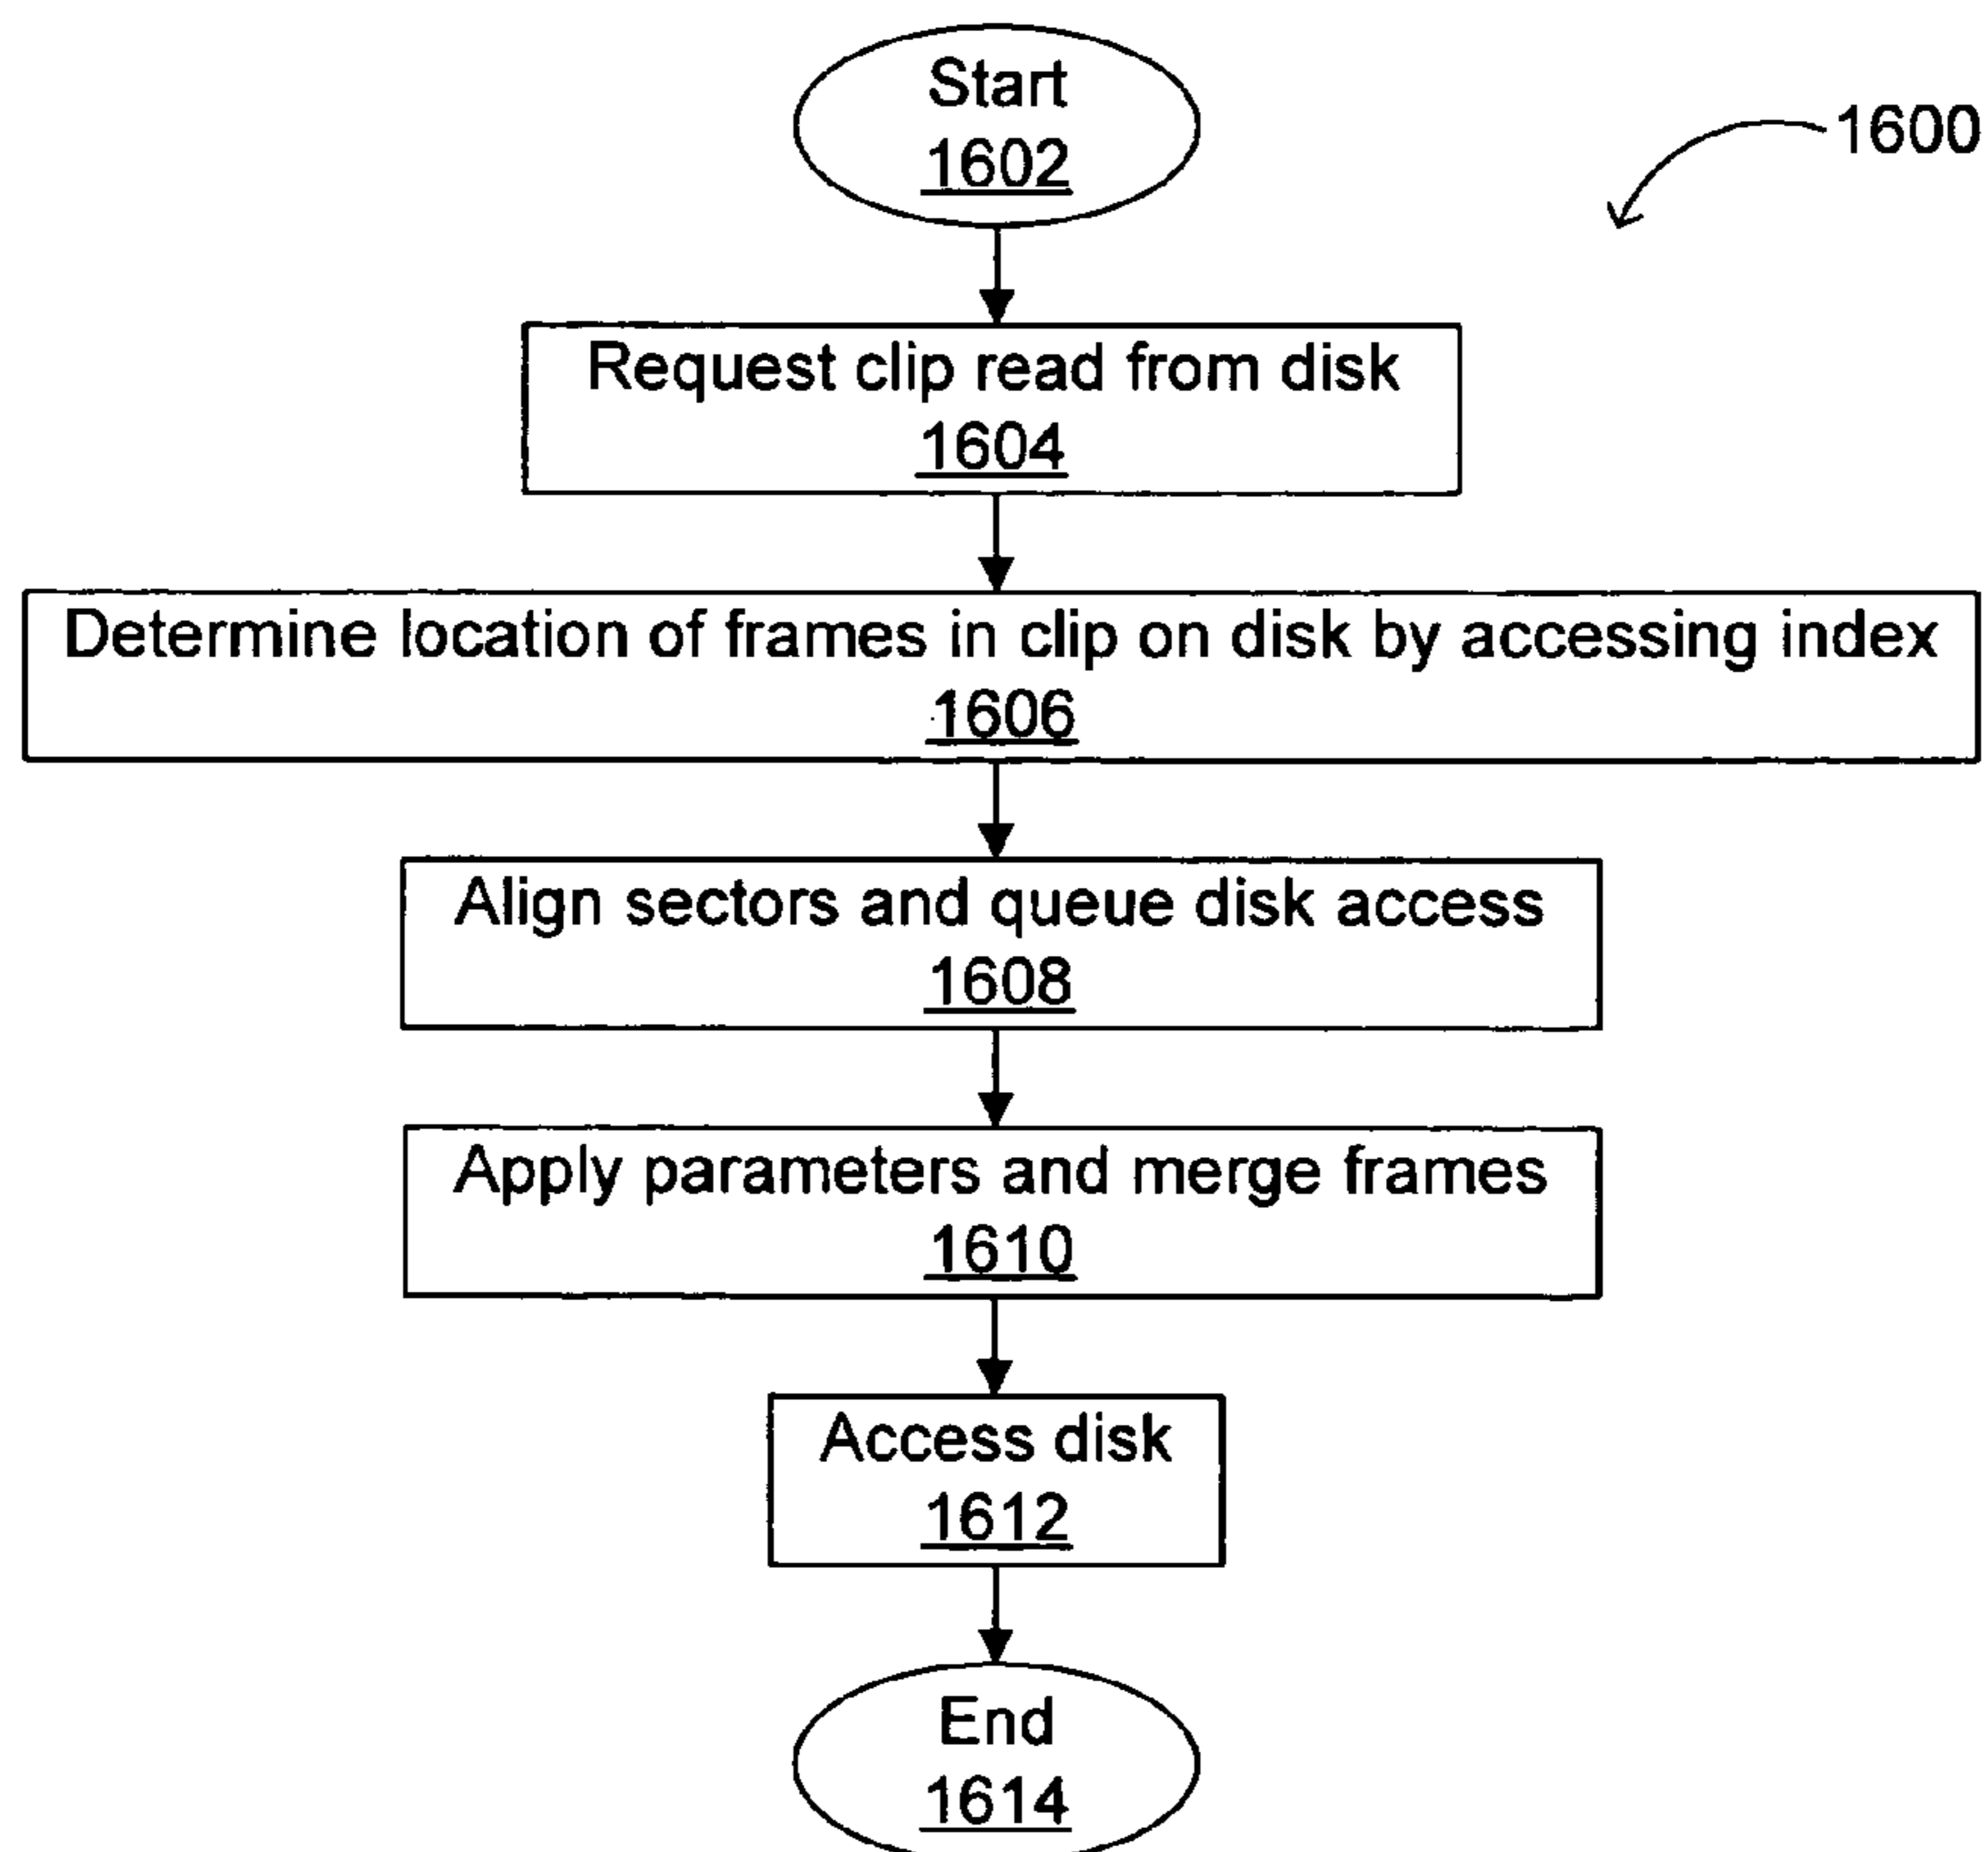 Start
1602
1600
Request clip read from disk
1604
Determine location of frames in clip on disk by accessing index
1606
Align sectors and queue disk access
1608
Apply parameters and merge frames
1610
Access disk
1612
End
1614